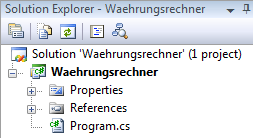 Solution Explorer - Waehrungsrechner
Solution 'Waehrungsrechner' (1 project)
Waehrungsrechner
Properties
References
Program.cs